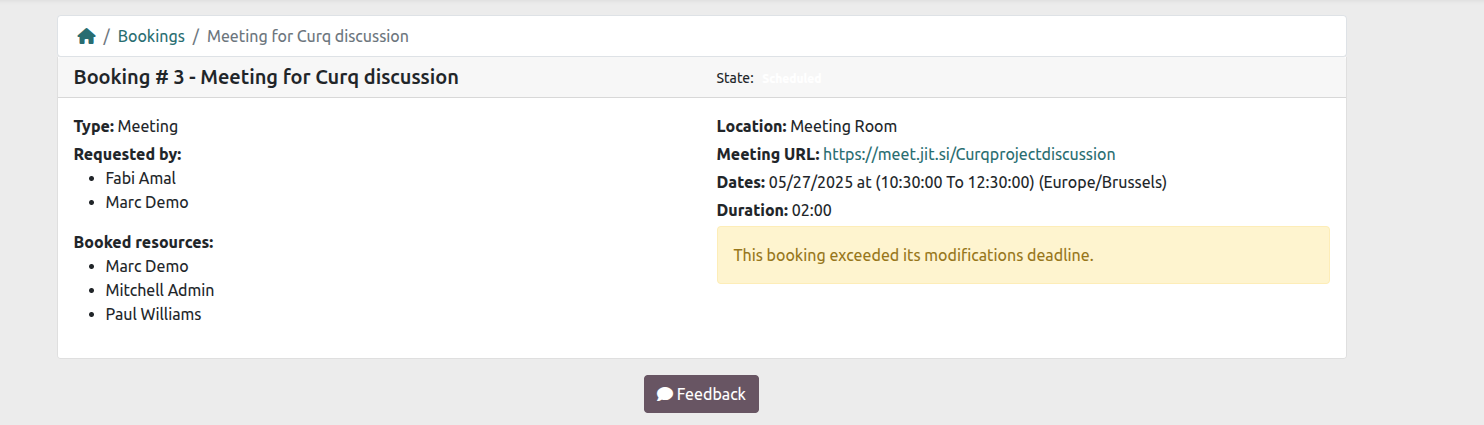 / Bookings / Meeting for Curq discussion
Booking # 3 - Meeting for Curq discussion
State: Scheduled
Type: Meeting
Requested by:
• Fabi Amal
• Marc Demo
Booked resources:
• Marc Demo
• Mitchell Admin
• Paul Williams
Location: Meeting Room
Meeting URL: https://meet.jit.si/Curqprojectdiscussion
Dates: 05/27/2025 at (10:30:00 To 12:30:00) (Europe/Brussels)
Duration: 02:00
This booking exceeded its modifications deadline.
Feedback